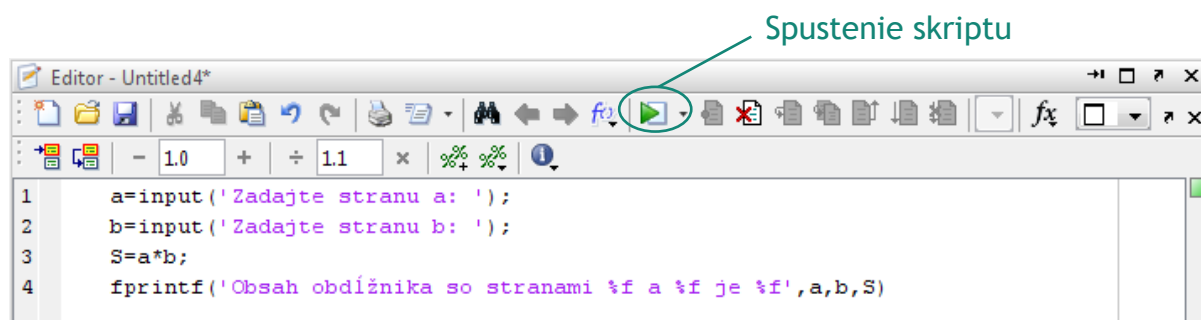 Spustenie skriptu
Editor - Untitled4*
fx
1.0
1.1
1 a=input('Zadajte stranu a: ');
2 b=input('Zadajte stranu b: ');
3 S=a*b;
4 fprintf('Obsah obdĺžnika so stranami %f a %f je %f',a,b,S)